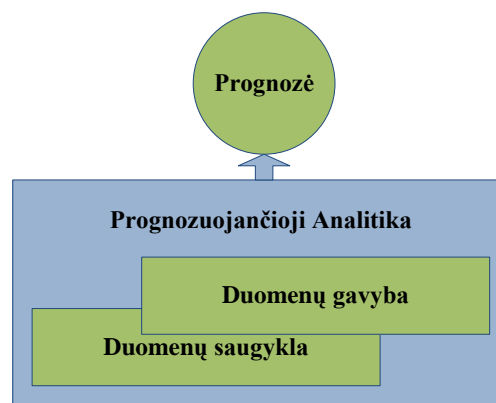 Prognozė
Prognozuojančioji Analitika
Duomenų gavyba
Duomenų saugykla